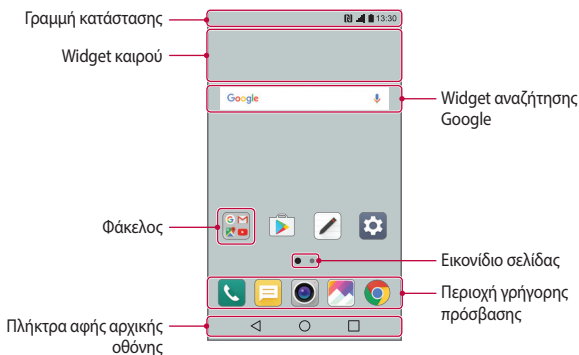 Γραμμή κατάστασης
13:30
Widget καιρού
Google
Widget αναζήτησης
Google
Φάκελος
Εικονίδιο σελίδας
Περιοχή γρήγορης
πρόσβασης
Πλήκτρα αφής αρχικής
οθόνης